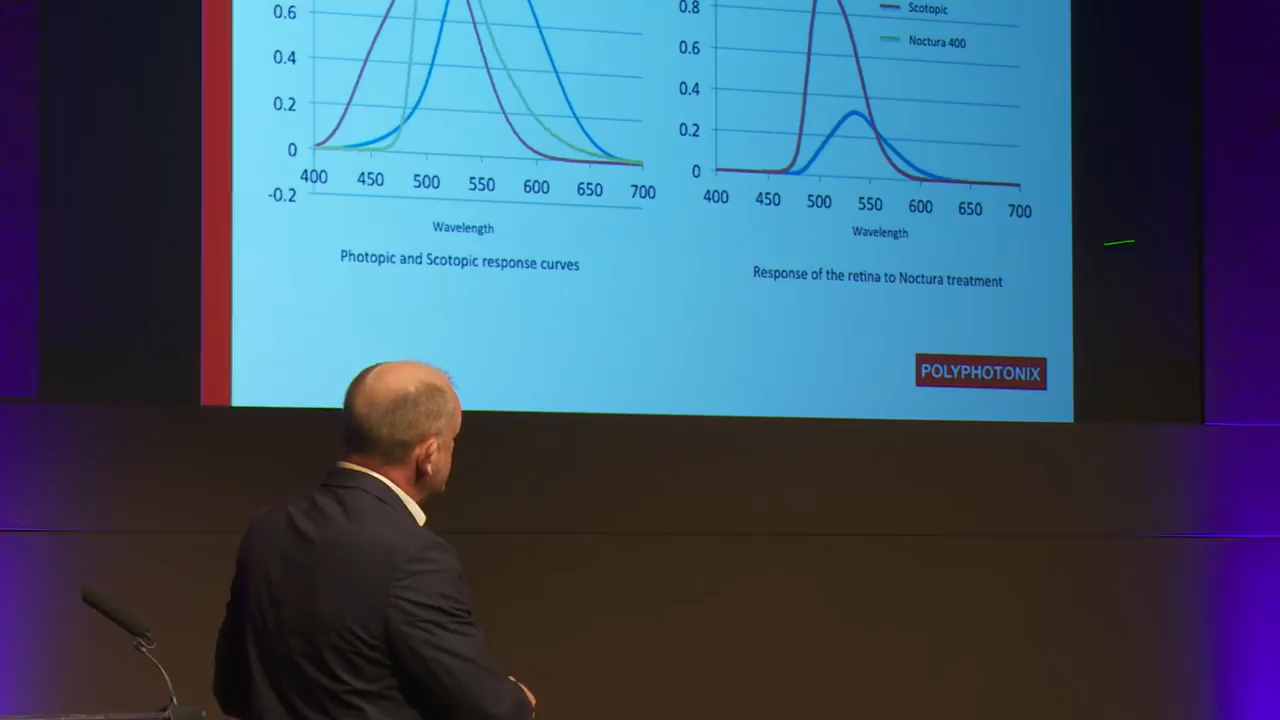 0.6
0.4
0.2
0
-0.2
400 450 500 550 600 650 700
Wavelength
Photopic and Scotopic response curves
0.8
0.6
0.4
0.2
0
400 450 500 550 600 650 700
Wavelength
Response of the retina to Noctura treatment
Scotopic
Noctura 400
POLYPHOTONIX